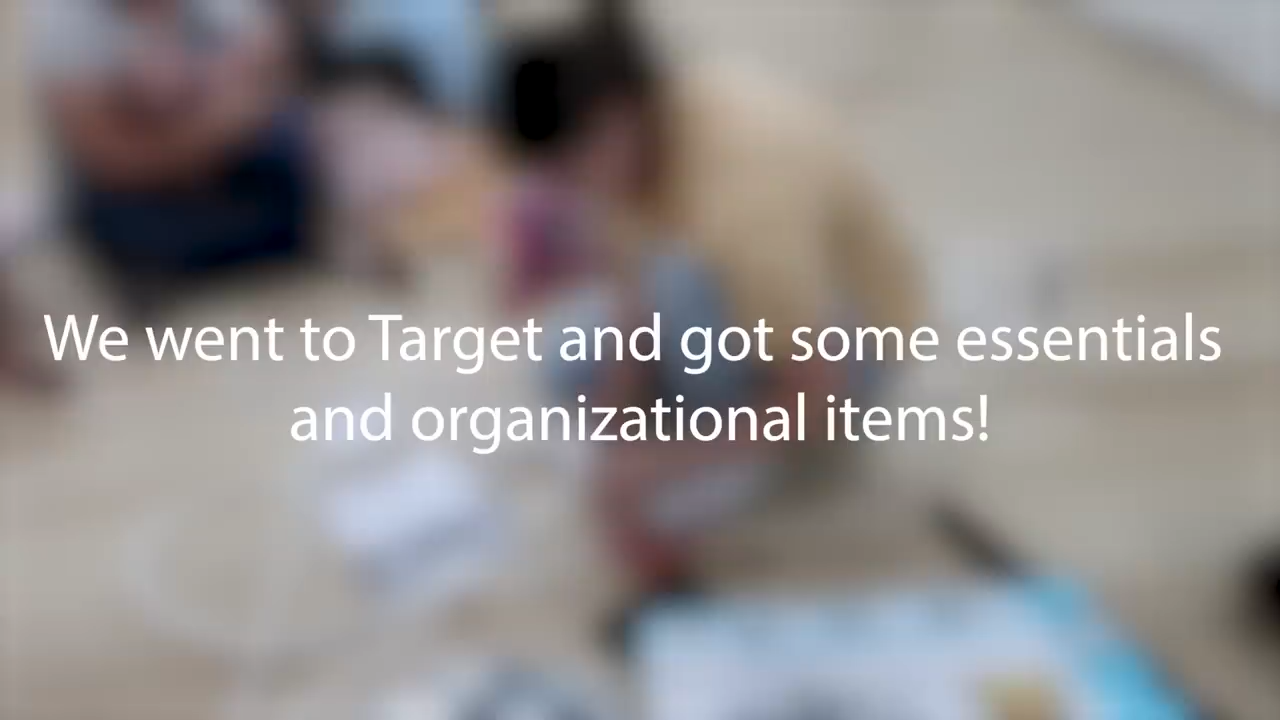 We went to Target and got some essentials
and organizational items!